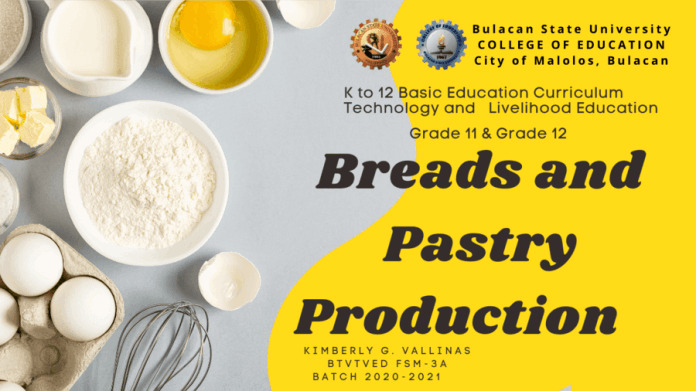 Bulacan State University
COLLEGE OF EDUCATION
City of Malolos, Bulacan
K to 12 Basic Education Curriculum
Technology and Livelihood Education
Grade 11 & Grade 12
Breads and
Pastry
Production
KIMBERLY G. VALLINAS
BTVTVED FSM-3A
BATCH 2020-2021